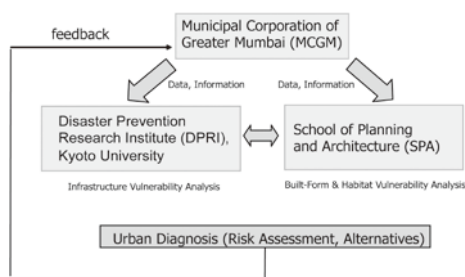 feedback
Municipal Corporation of
Greater Mumbai (MCGM)
Data, Information
Data, Information
Disaster Prevention
Research Institute (DPRI),
Kyoto University
School of Planning
and Architecture (SPA)
Infrastructure Vulnerability Analysis
Built-Form & Habitat Vulnerability Analysis
Urban Diagnosis (Risk Assessment, Alternatives)